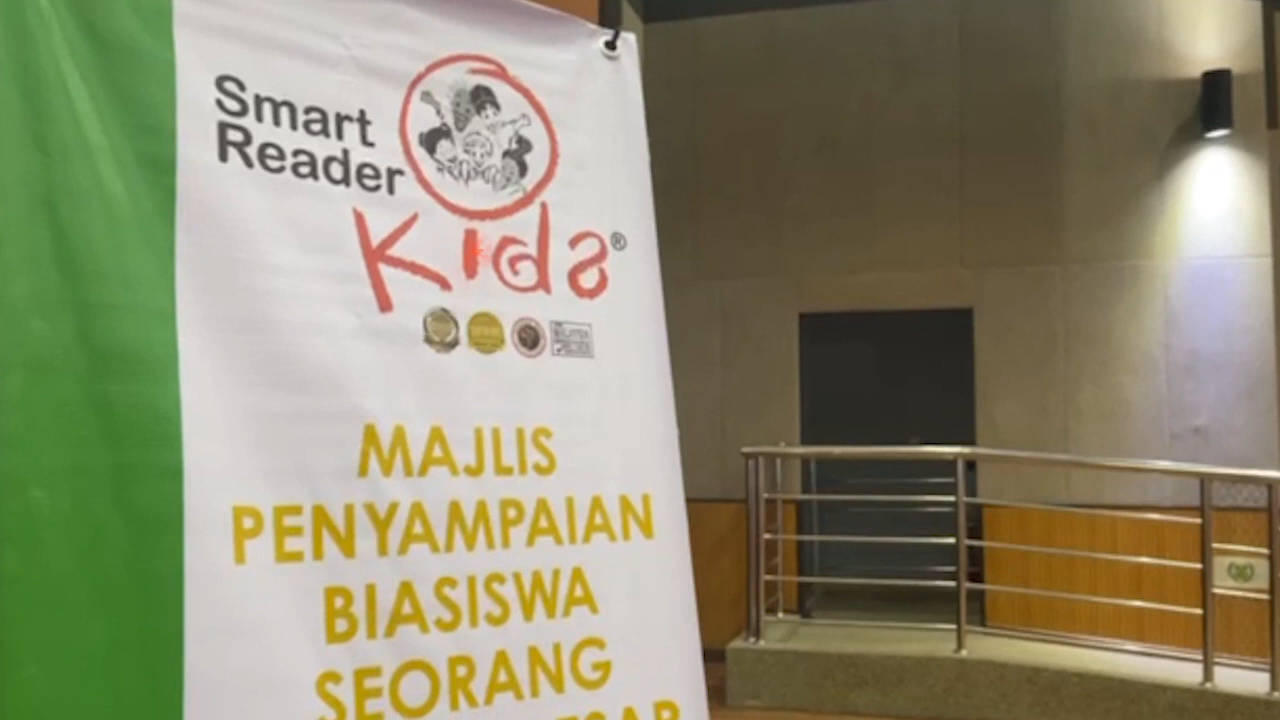 Smart
Reader
Kids®
MAJLIS
PENYAMPAIAN
BIASISWA
SEORANG